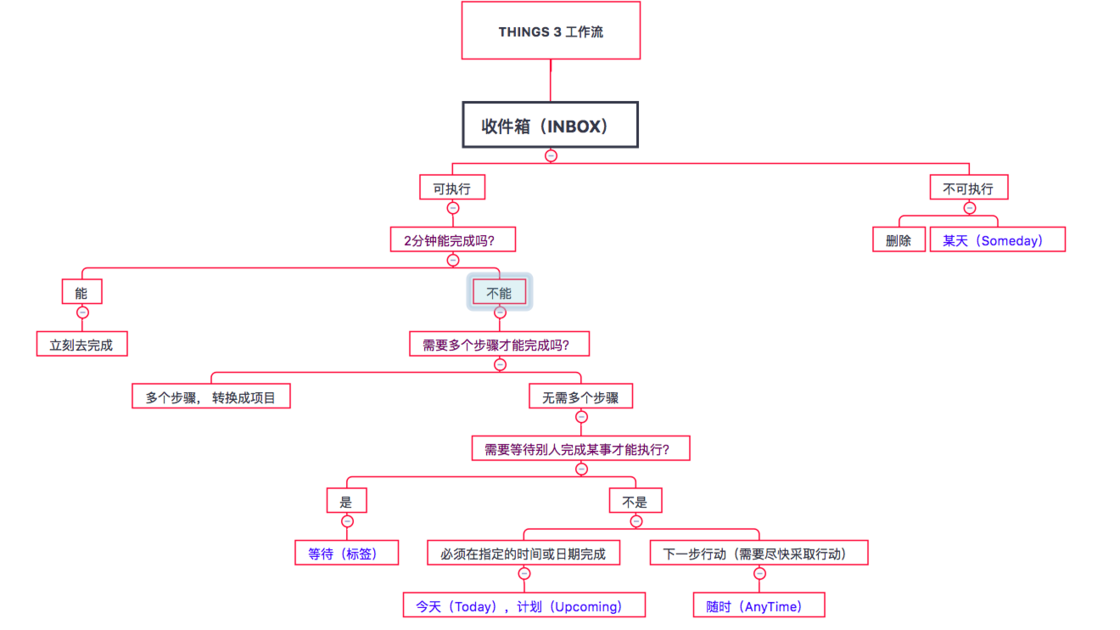 THINGS 3 工作流
收件箱（INBOX）
可执行
不可执行
2分钟能完成吗？
删除
某天（Someday）
能
不能
立刻去完成
需要多个步骤才能完成吗？
多个步骤， 转换成项目
无需多个步骤
需要等待别人完成某事才能执行？
是
不是
等待（标签）
必须在指定的时间或日期完成
下一步行动（需要尽快采取行动）
今天（Today），计划（Upcoming）
随时（AnyTime）